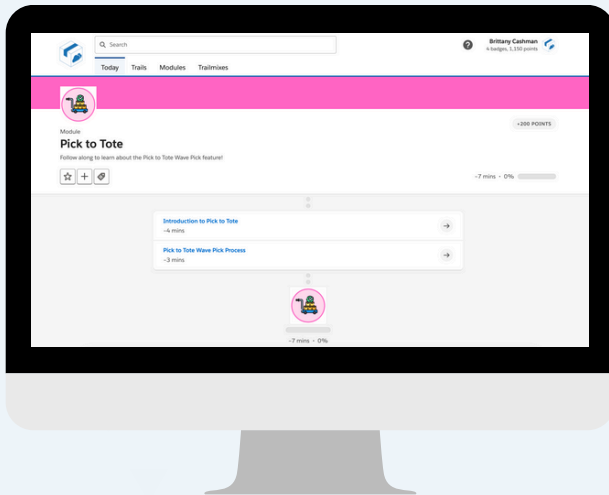 Search
?
Brittany Cashman
4 badges, 1,150 points
Today Trails Modules Trailmixes
+200 POINTS
Module
Pick to Tote
Follow along to learn about the Pick to Tote Wave Pick feature!
~7 mins • 0%
Introduction to Pick to Tote
~4 mins
Pick to Tote Wave Pick Process
~3 mins
~7 mins • 0%